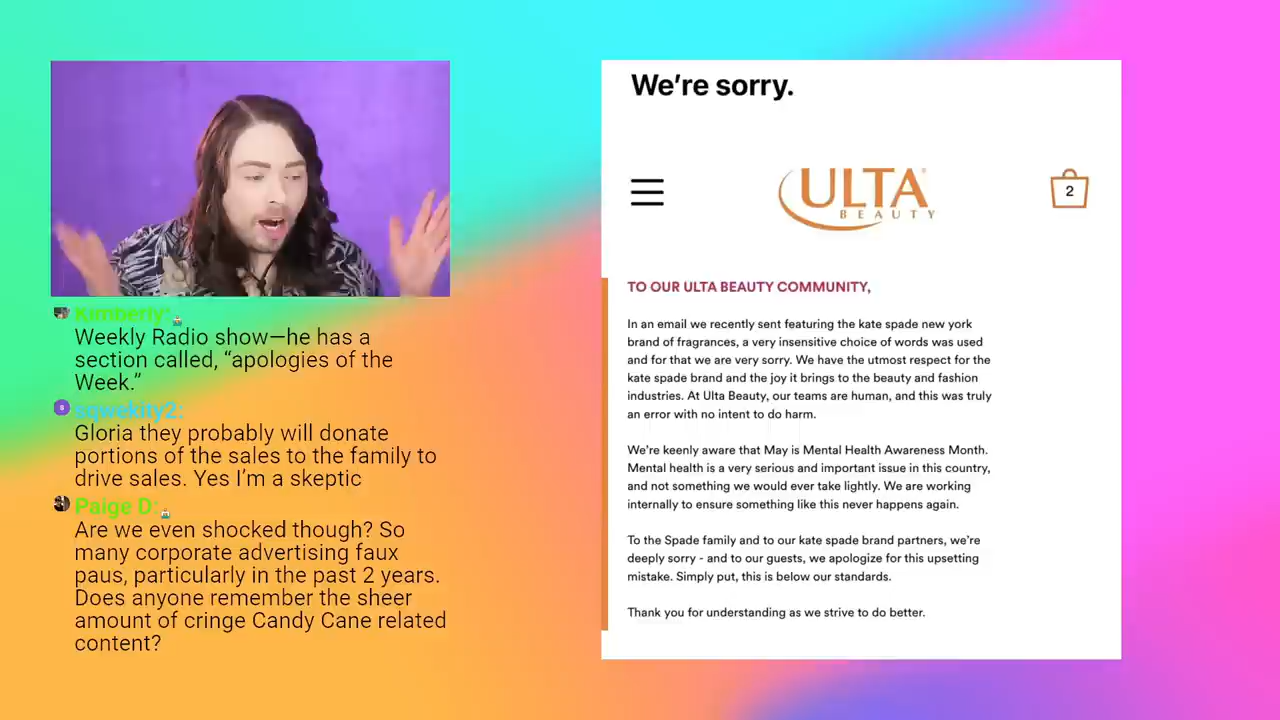 Kimberly:
Weekly Radio show—he has a
section called, “apologies of the
Week.”
sqwekity2:
Gloria they probably will donate
portions of the sales to the family to
drive sales. Yes I’m a skeptic
Paige D:
Are we even shocked though? So
many corporate advertising faux
paus, particularly in the past 2 years.
Does anyone remember the sheer
amount of cringe Candy Cane related
content?
We’re sorry.
ULTA
BEAUTY
2
TO OUR ULTA BEAUTY COMMUNITY,
In an email we recently sent featuring the kate spade new york
brand of fragrances, a very insensitive choice of words was used
and for that we are very sorry. We have the utmost respect for the
kate spade brand and the joy it brings to the beauty and fashion
industries. At Ulta Beauty, our teams are human, and this was truly
an error with no intent to do harm.
We’re keenly aware that May is Mental Health Awareness Month.
Mental health is a very serious and important issue in this country,
and not something we would ever take lightly. We are working
internally to ensure something like this never happens again.
To the Spade family and to our kate spade brand partners, we’re
deeply sorry - and to our guests, we apologize for this upsetting
mistake. Simply put, this is below our standards.
Thank you for understanding as we strive to do better.